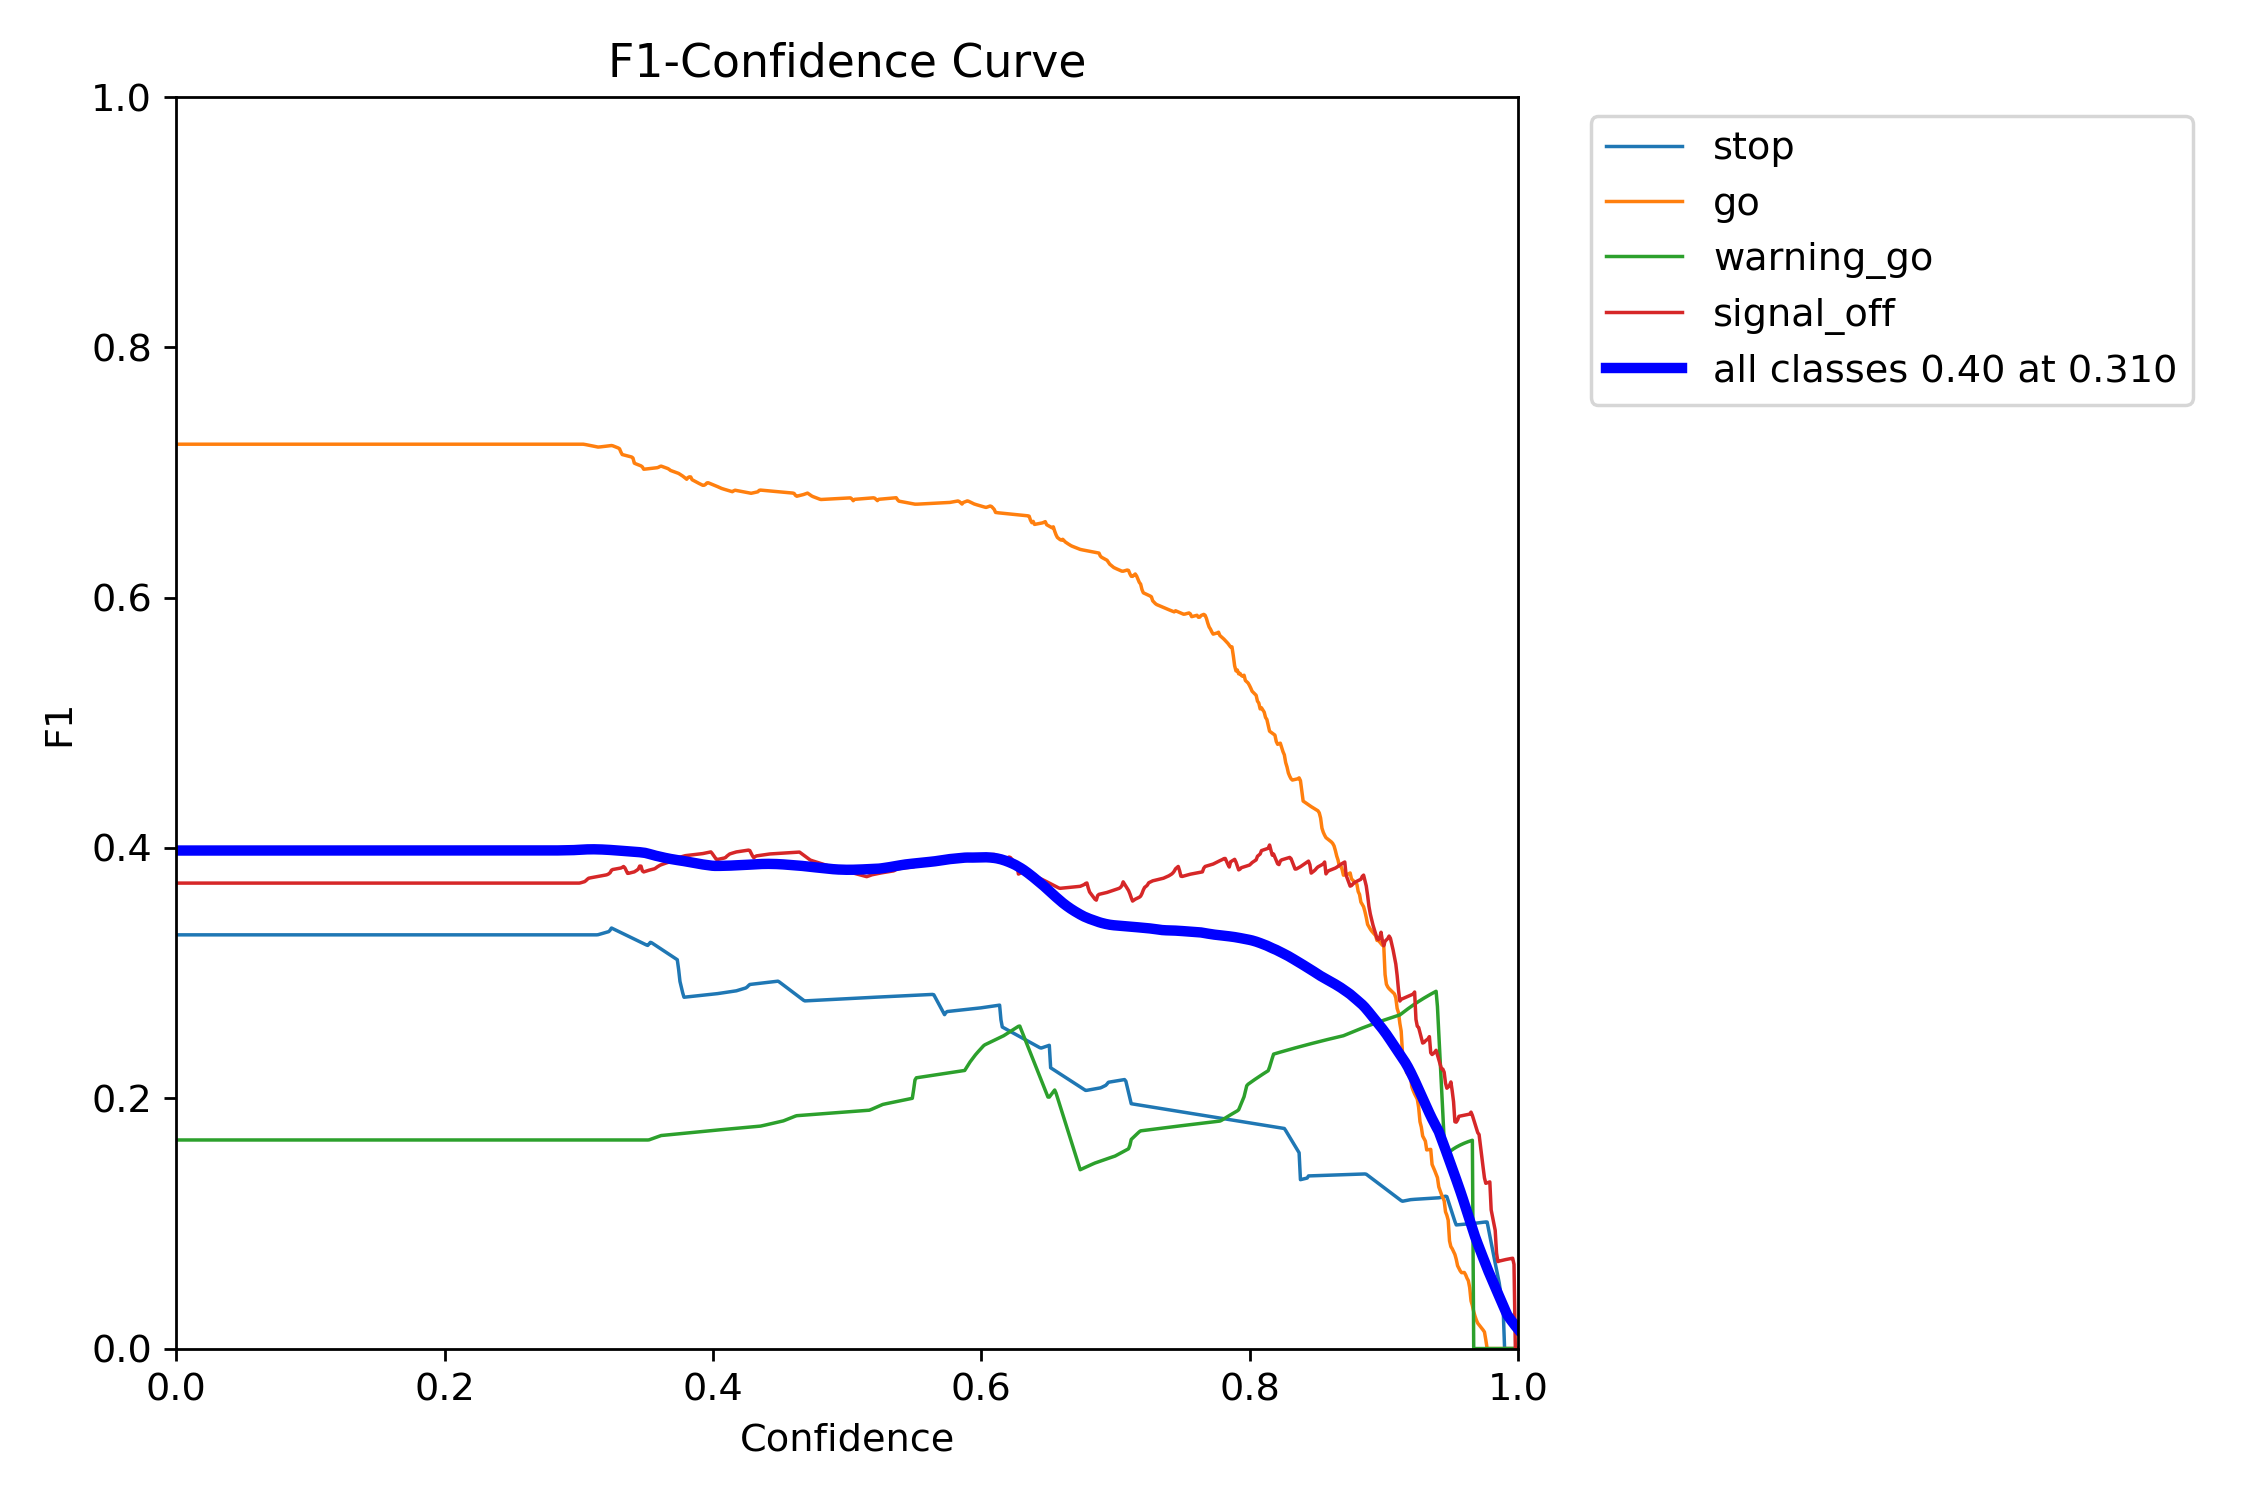 F1-Confidence Curve
1.0
0.8
0.6
0.4
0.2
0.0
F1
0.0 0.2 0.4 0.6 0.8 1.0
Confidence
stop
go
warning_go
signal_off
all classes 0.40 at 0.310